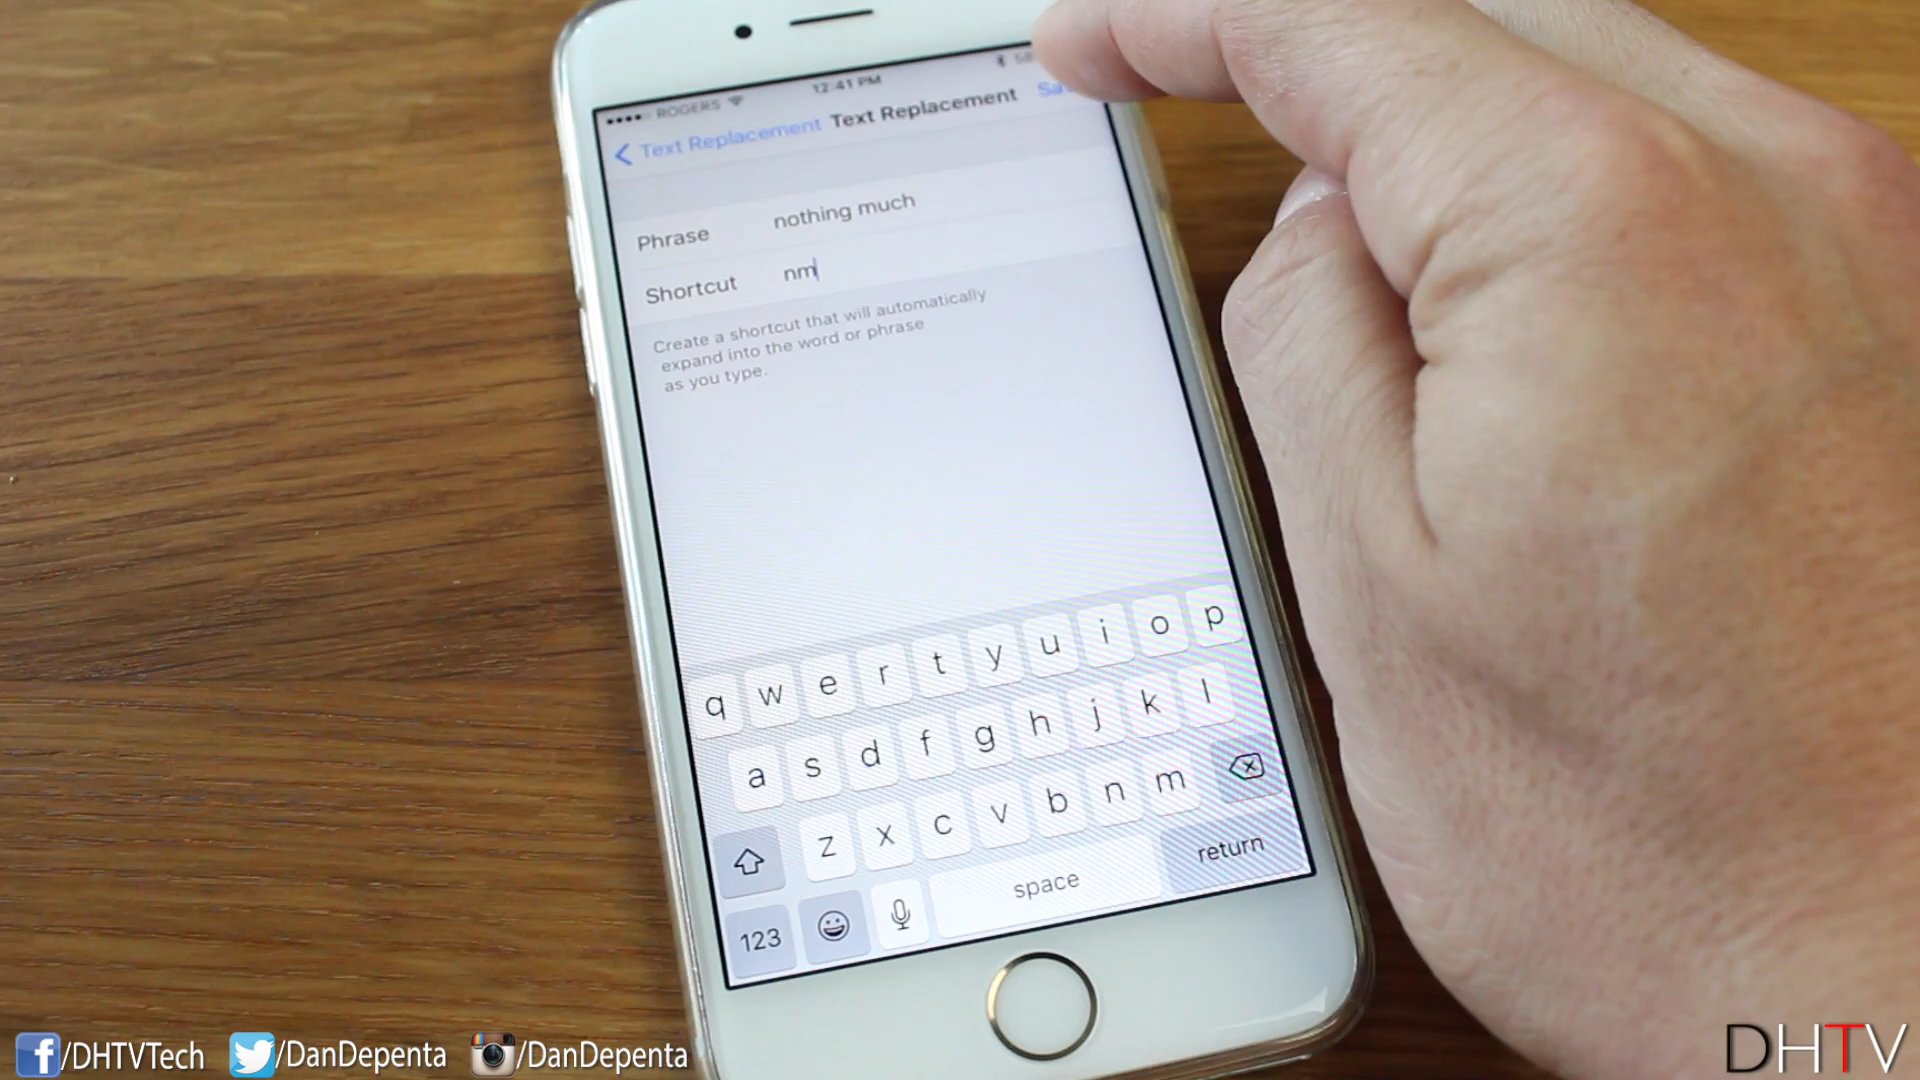 ROGERS 12:41 PM
Text Replacement Text Replacement
Phrase nothing much
Shortcut nm
Create a shortcut that will automatically
expand into the word or phrase
as you type.
q w e r t y u i o p
a s d f g h j k l
z x c v b n m
123 space return
/DHTVTech /DanDepenta /DanDepenta
DHTV